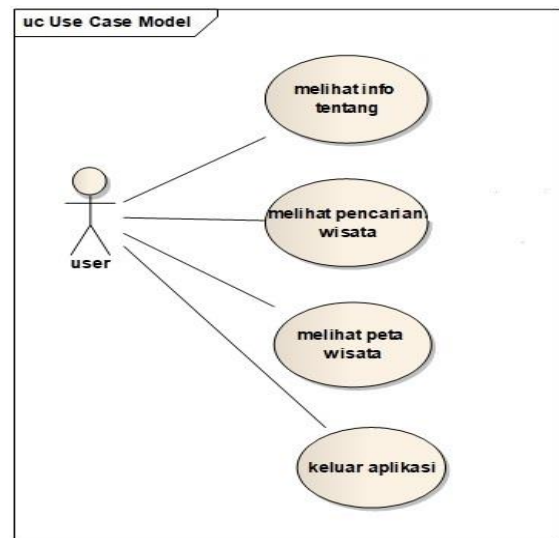 uc Use Case Model
melihat info
tentang
melihat pencarian
wisata
user
melihat peta
wisata
keluar aplikasi